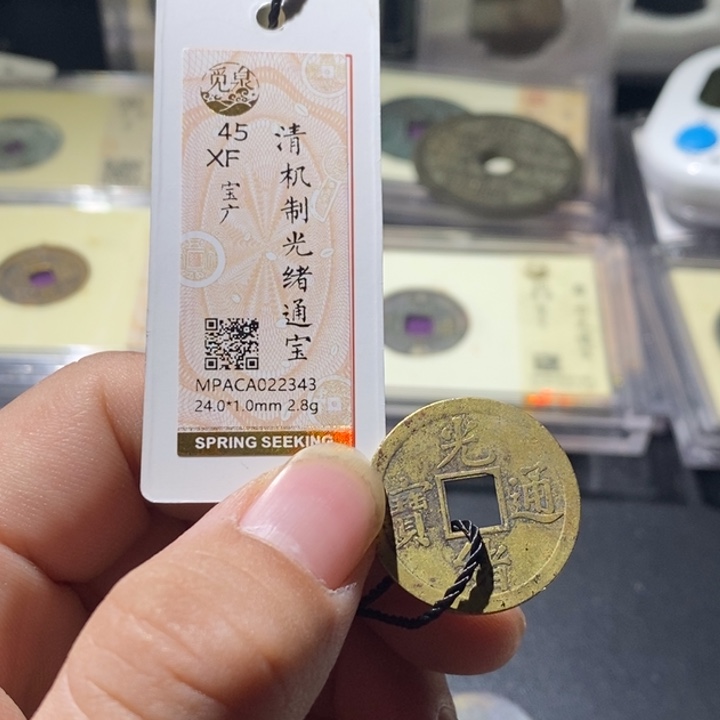 觅泉
45
XF
宝广
清机制光绪通宝
MPACA022343
24.0*1.0mm 2.8g
SPRING SEEKING
光緒通寶